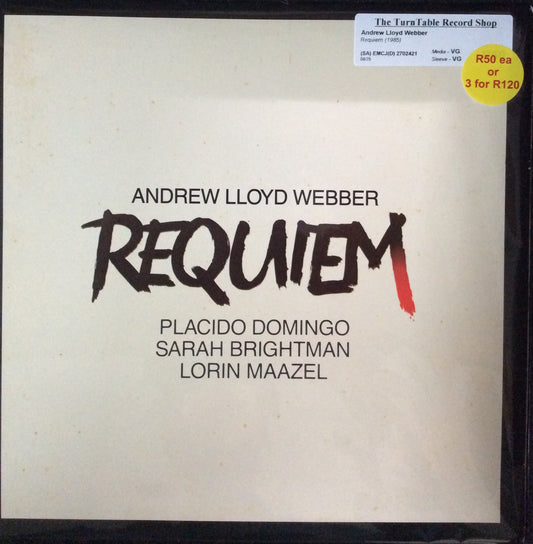 The TurnTable Record Shop
Andrew Lloyd Webber
Requiem (1985)
(SA) EMCJ(D) 2702421
Media - VG
Sleeve - VG
R50 ea
or
3 for R120
ANDREW LLOYD WEBBER
REQUIEM
PLACIDO DOMINGO
SARAH BRIGHTMAN
LORIN MAAZEL